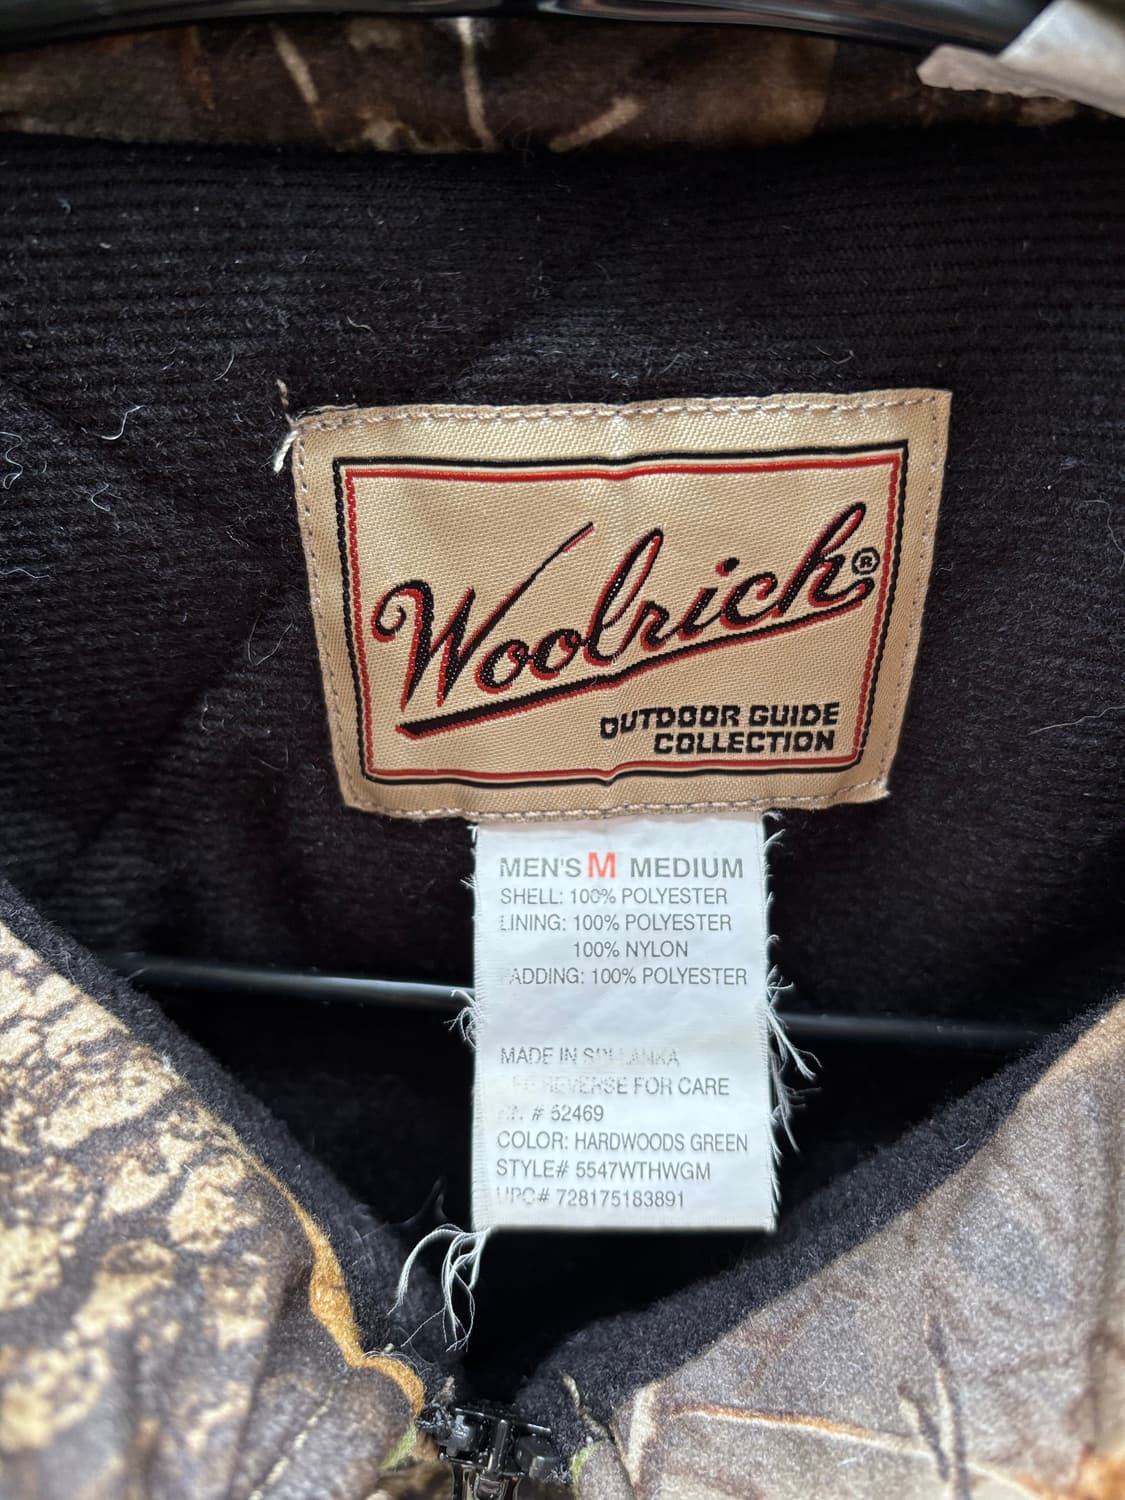 Woolrich®
OUTDOOR GUIDE
COLLECTION
MEN'S M MEDIUM
SHELL: 100% POLYESTER
LINING: 100% POLYESTER
100% NYLON
ADDING: 100% POLYESTER
MADE IN SRI LANKA
REVERSE FOR CARE
# 52469
COLOR: HARDWOODS GREEN
STYLE# 5547WTHWGM
UPC# 728175183891